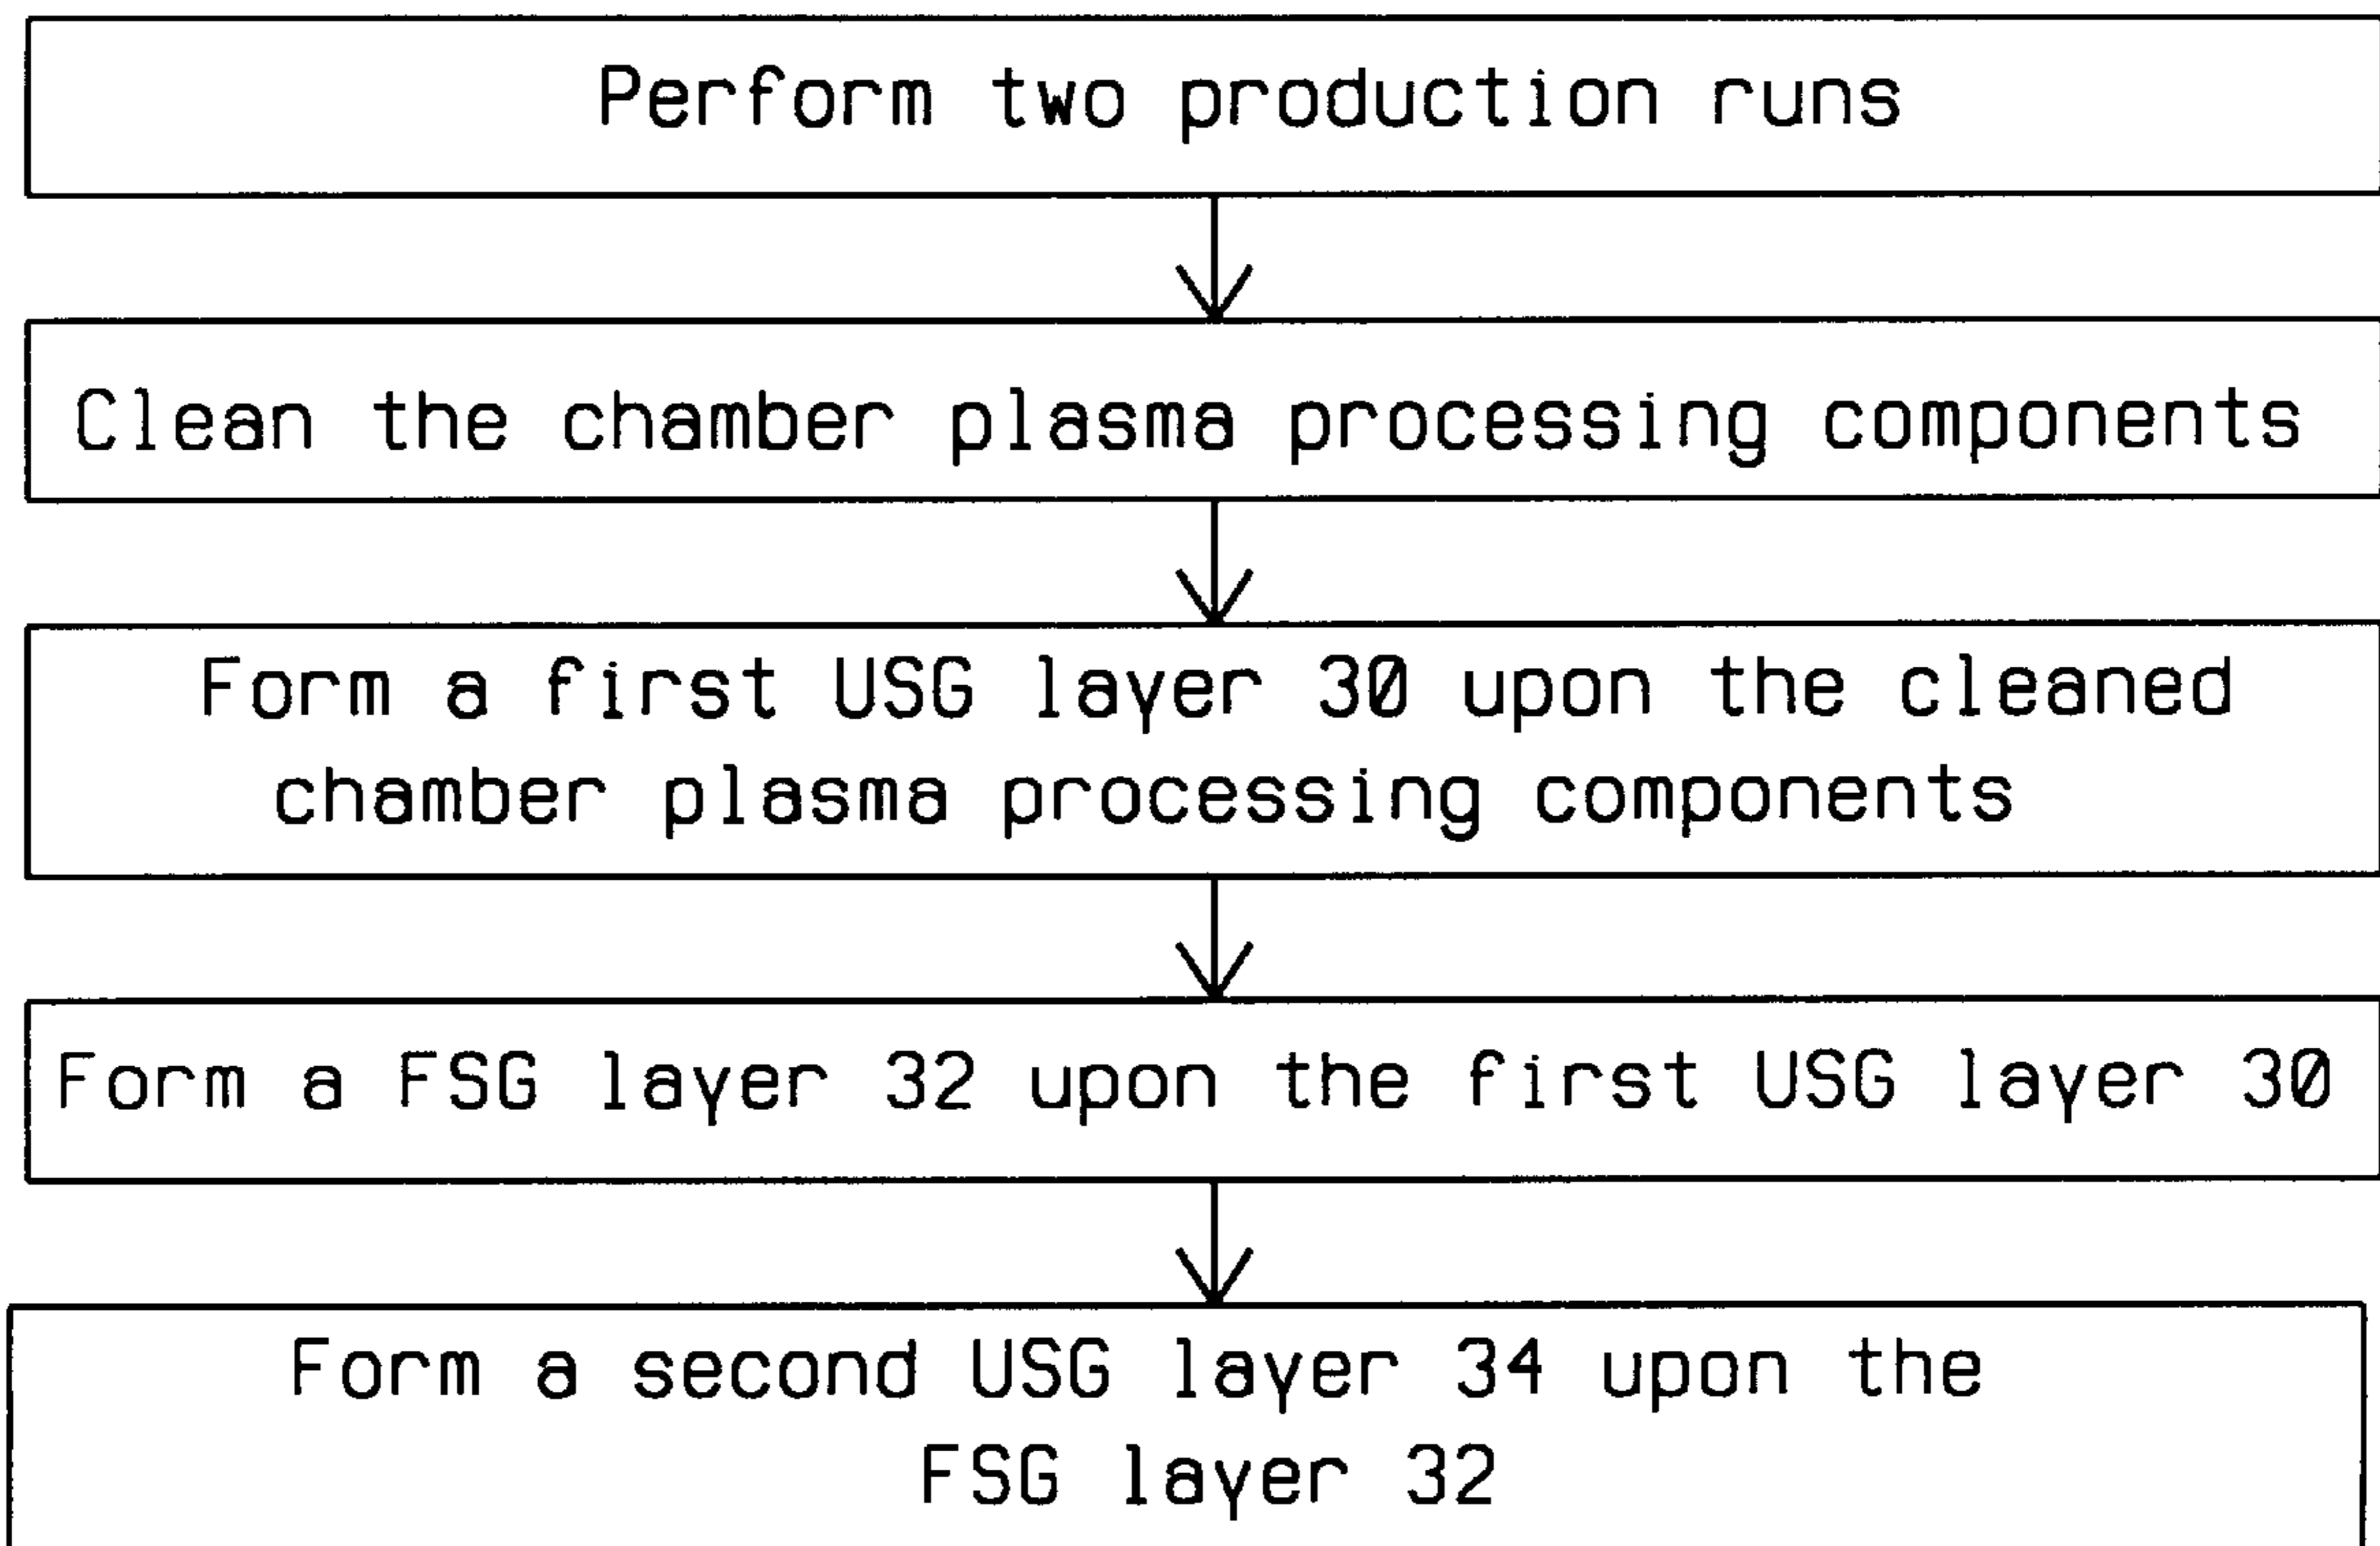 Perform two production runs
Clean the chamber plasma processing components
Form a first USG layer 30 upon the cleaned
chamber plasma processing components
Form a FSG layer 32 upon the first USG layer 30
Form a second USG layer 34 upon the
FSG layer 32